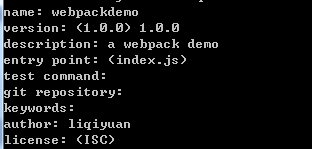 name: webpackdemo
version: (1.0.0) 1.0.0
description: a webpack demo
entry point: (index.js)
test command:
git repository:
keywords:
author: liqiyuan
license: (ISC)